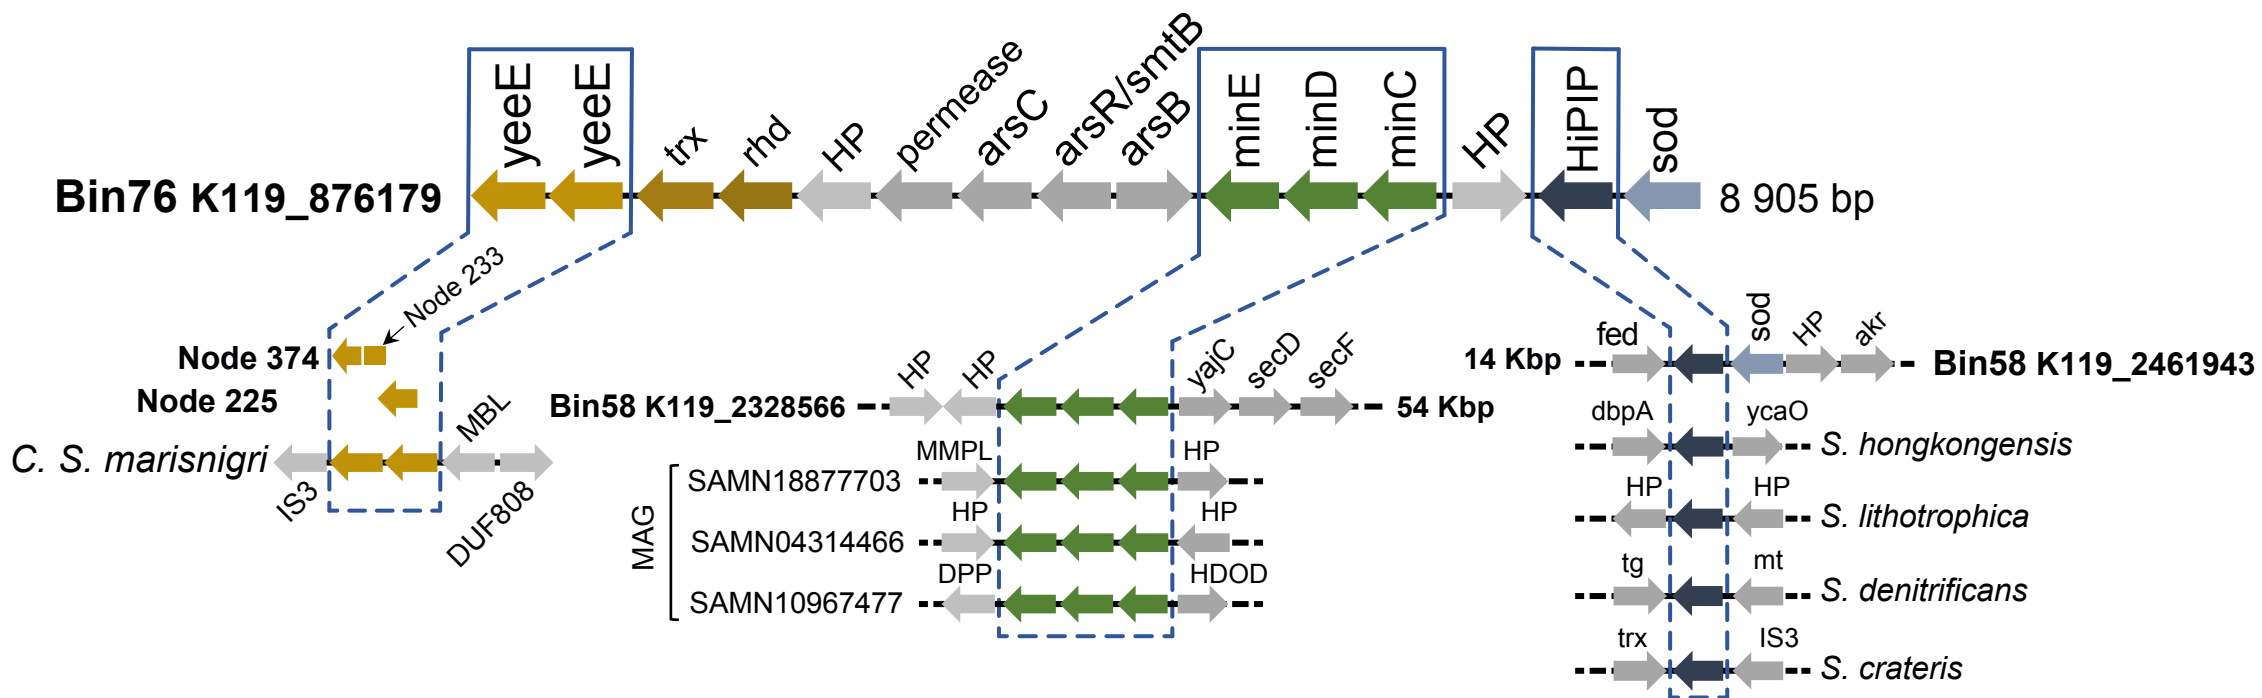 yeeE yeeE trx rhd HP permease arsC arsR/smtB arsB minE minD minC HP HiPIP sod
Bin76 K119_876179
8 905 bp
Node 233
Node 374
Node 225
MBL
C. S. marisnigri
IS3
DUF808
HP HP yajC secD secF
Bin58 K119_2328566
54 Kbp
MAG
MMPL HP
SAMN18877703
HP HP
SAMN04314466
DPP HDOD
SAMN10967477
fed sod HP akr
14 Kbp
Bin58 K119_2461943
dbpA ycaO
S. hongkongensis
HP HP
S. lithotrophica
tg mt
S. denitrificans
trx IS3
S. crateris